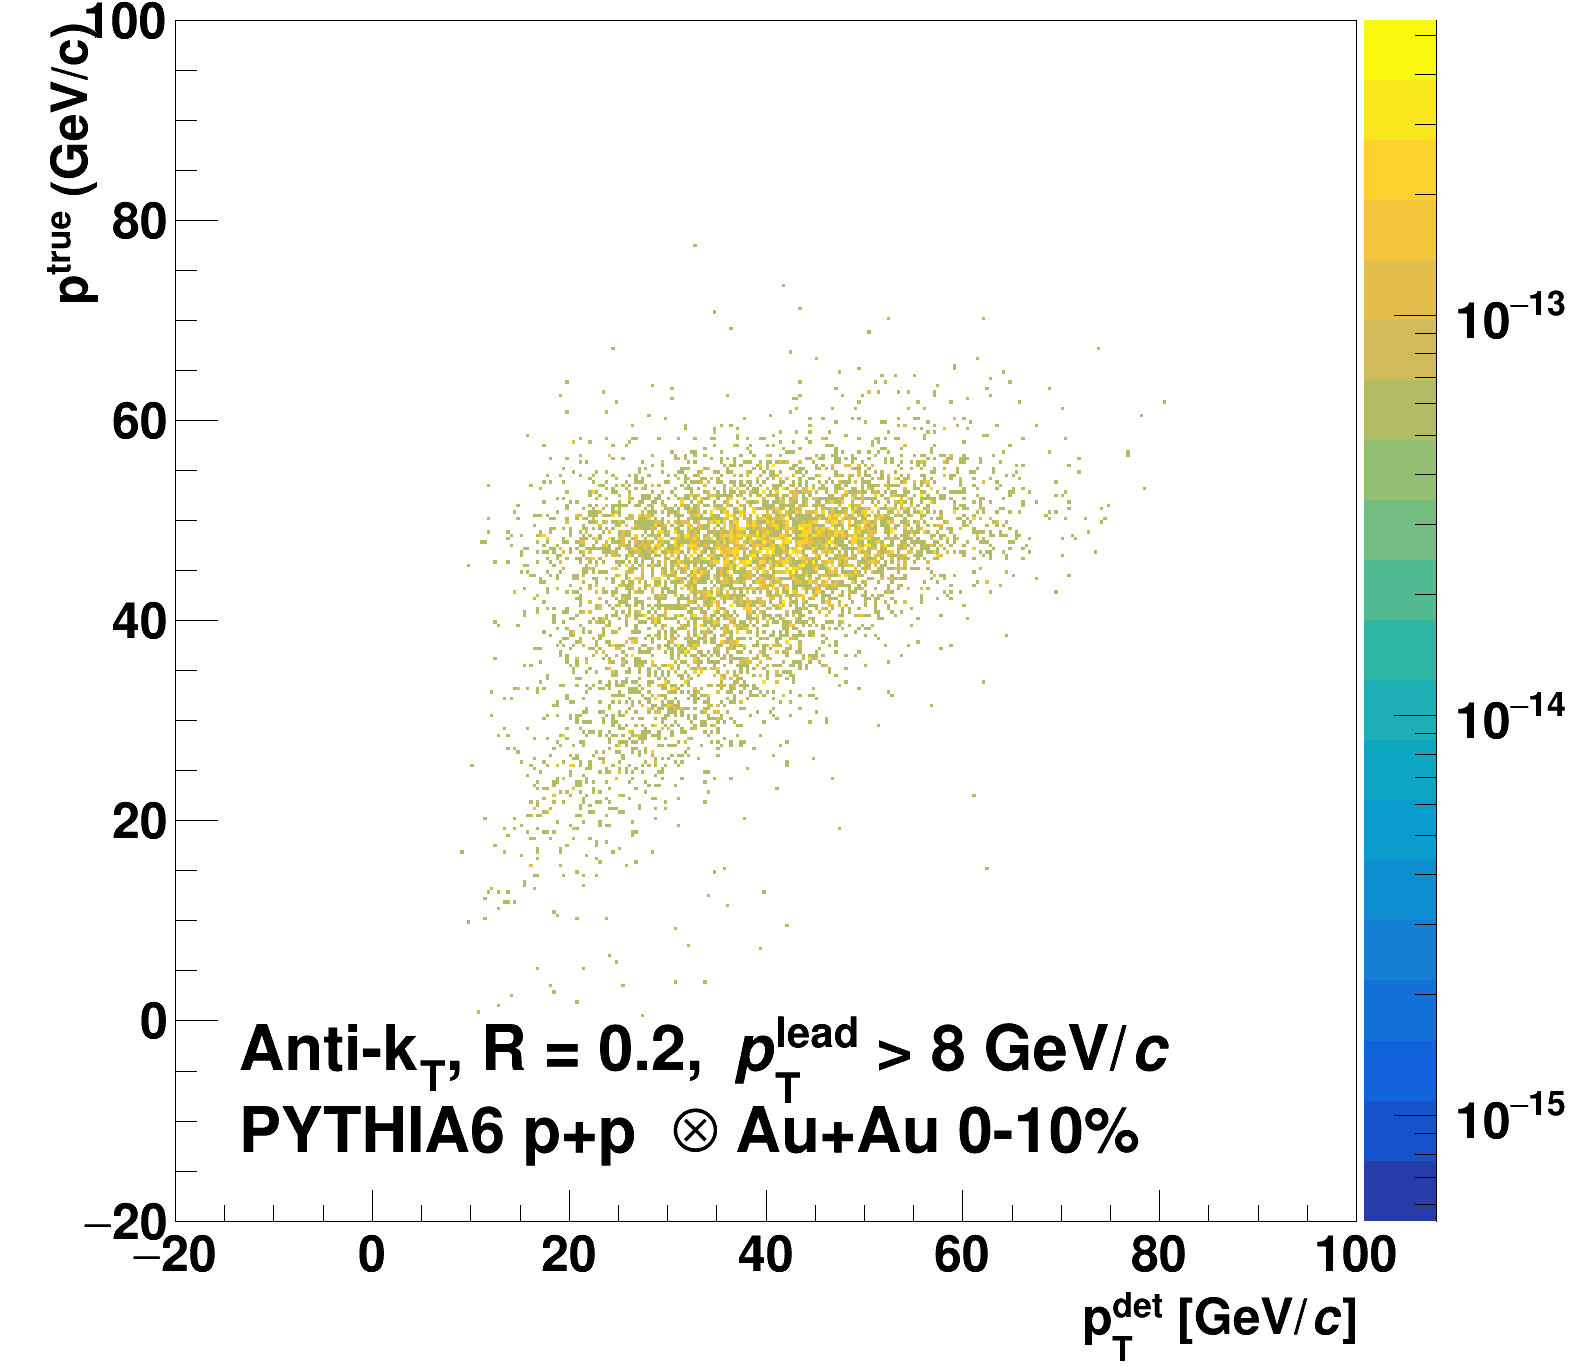 p^true (GeV/c)
100
80
60
40
20
0
−20
−20 0 20 40 60 80 100
p_T^det [GeV/c]
10^−13
10^−14
10^−15
Anti-k_T, R = 0.2, p_T^lead > 8 GeV/c
PYTHIA6 p+p ⊗ Au+Au 0-10%